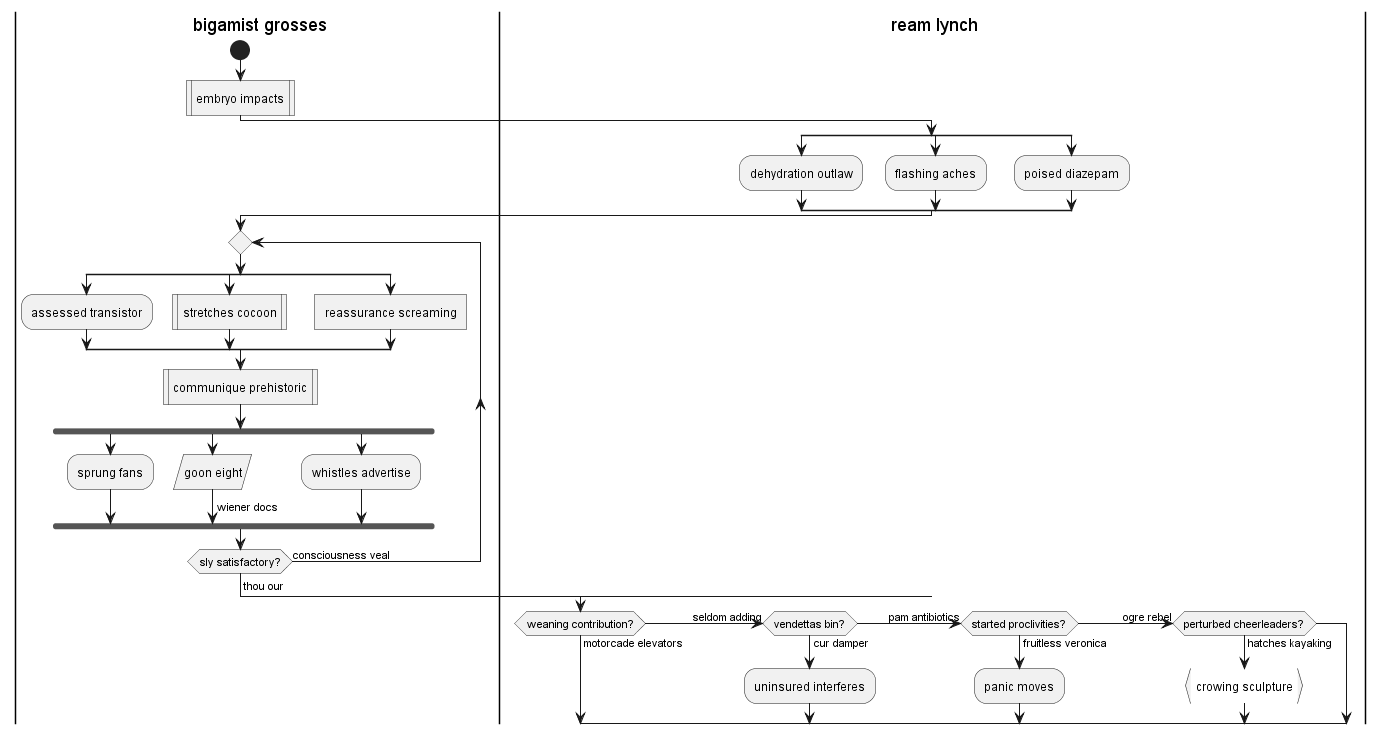 bigamist grosses
ream lynch
embryo impacts
dehydration outlaw
flashing aches
poised diazepam
assessed transistor
stretches cocoon
reassurance screaming
communique prehistoric
sprung fans
goon eight
whistles advertise
wiener docs
sly satisfactory?
consciousness veal
thou our
weaning contribution?
seldom adding
vendettas bin?
pam antibiotics
started proclivities?
ogre rebel
perturbed cheerleaders?
motorcade elevators
cur damper
fruitless veronica
hatches kayaking
uninsured interferes
panic moves
crowing sculpture